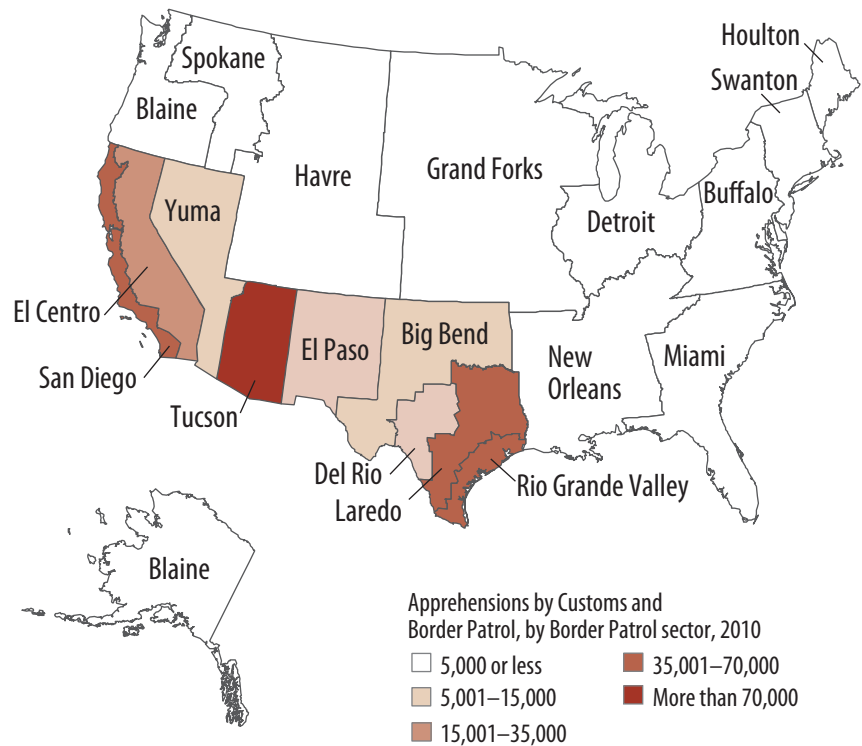 Houlton
Spokane
Swanton
Blaine
Havre
Grand Forks
Buffalo
Yuma
Detroit
El Centro
El Paso
Big Bend
New
Orleans
Miami
San Diego
Tucson
Del Rio
Rio Grande Valley
Laredo
Blaine
Apprehensions by Customs and
Border Patrol, by Border Patrol sector, 2010
5,000 or less
5,001–15,000
15,001–35,000
35,001–70,000
More than 70,000